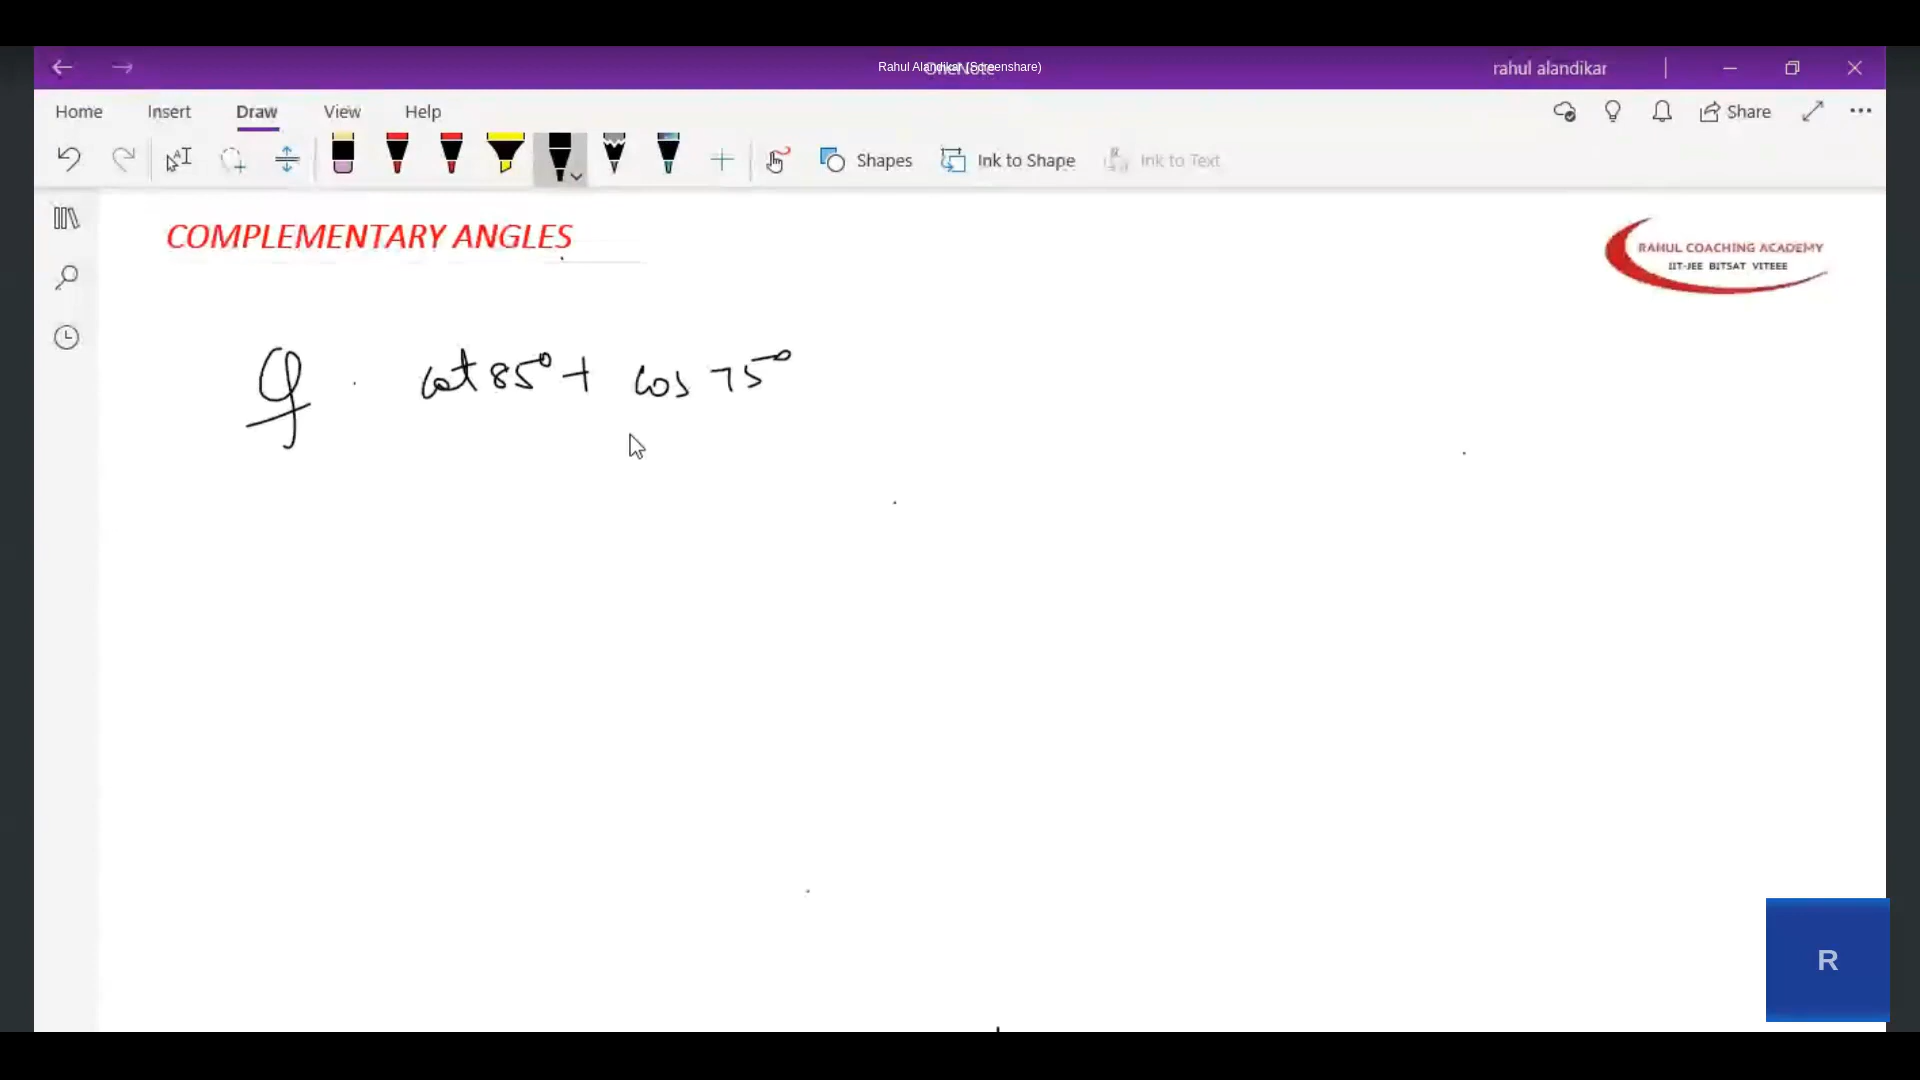 Rahul Alandikar (Screenshare)
rahul alandikar
Home Insert Draw View Help
Share
Shapes Ink to Shape Ink to Text
COMPLEMENTARY ANGLES
RAHUL COACHING ACADEMY
IIT-JEE BITSAT VITEEE
Q. cot 85° + cos 75°
R